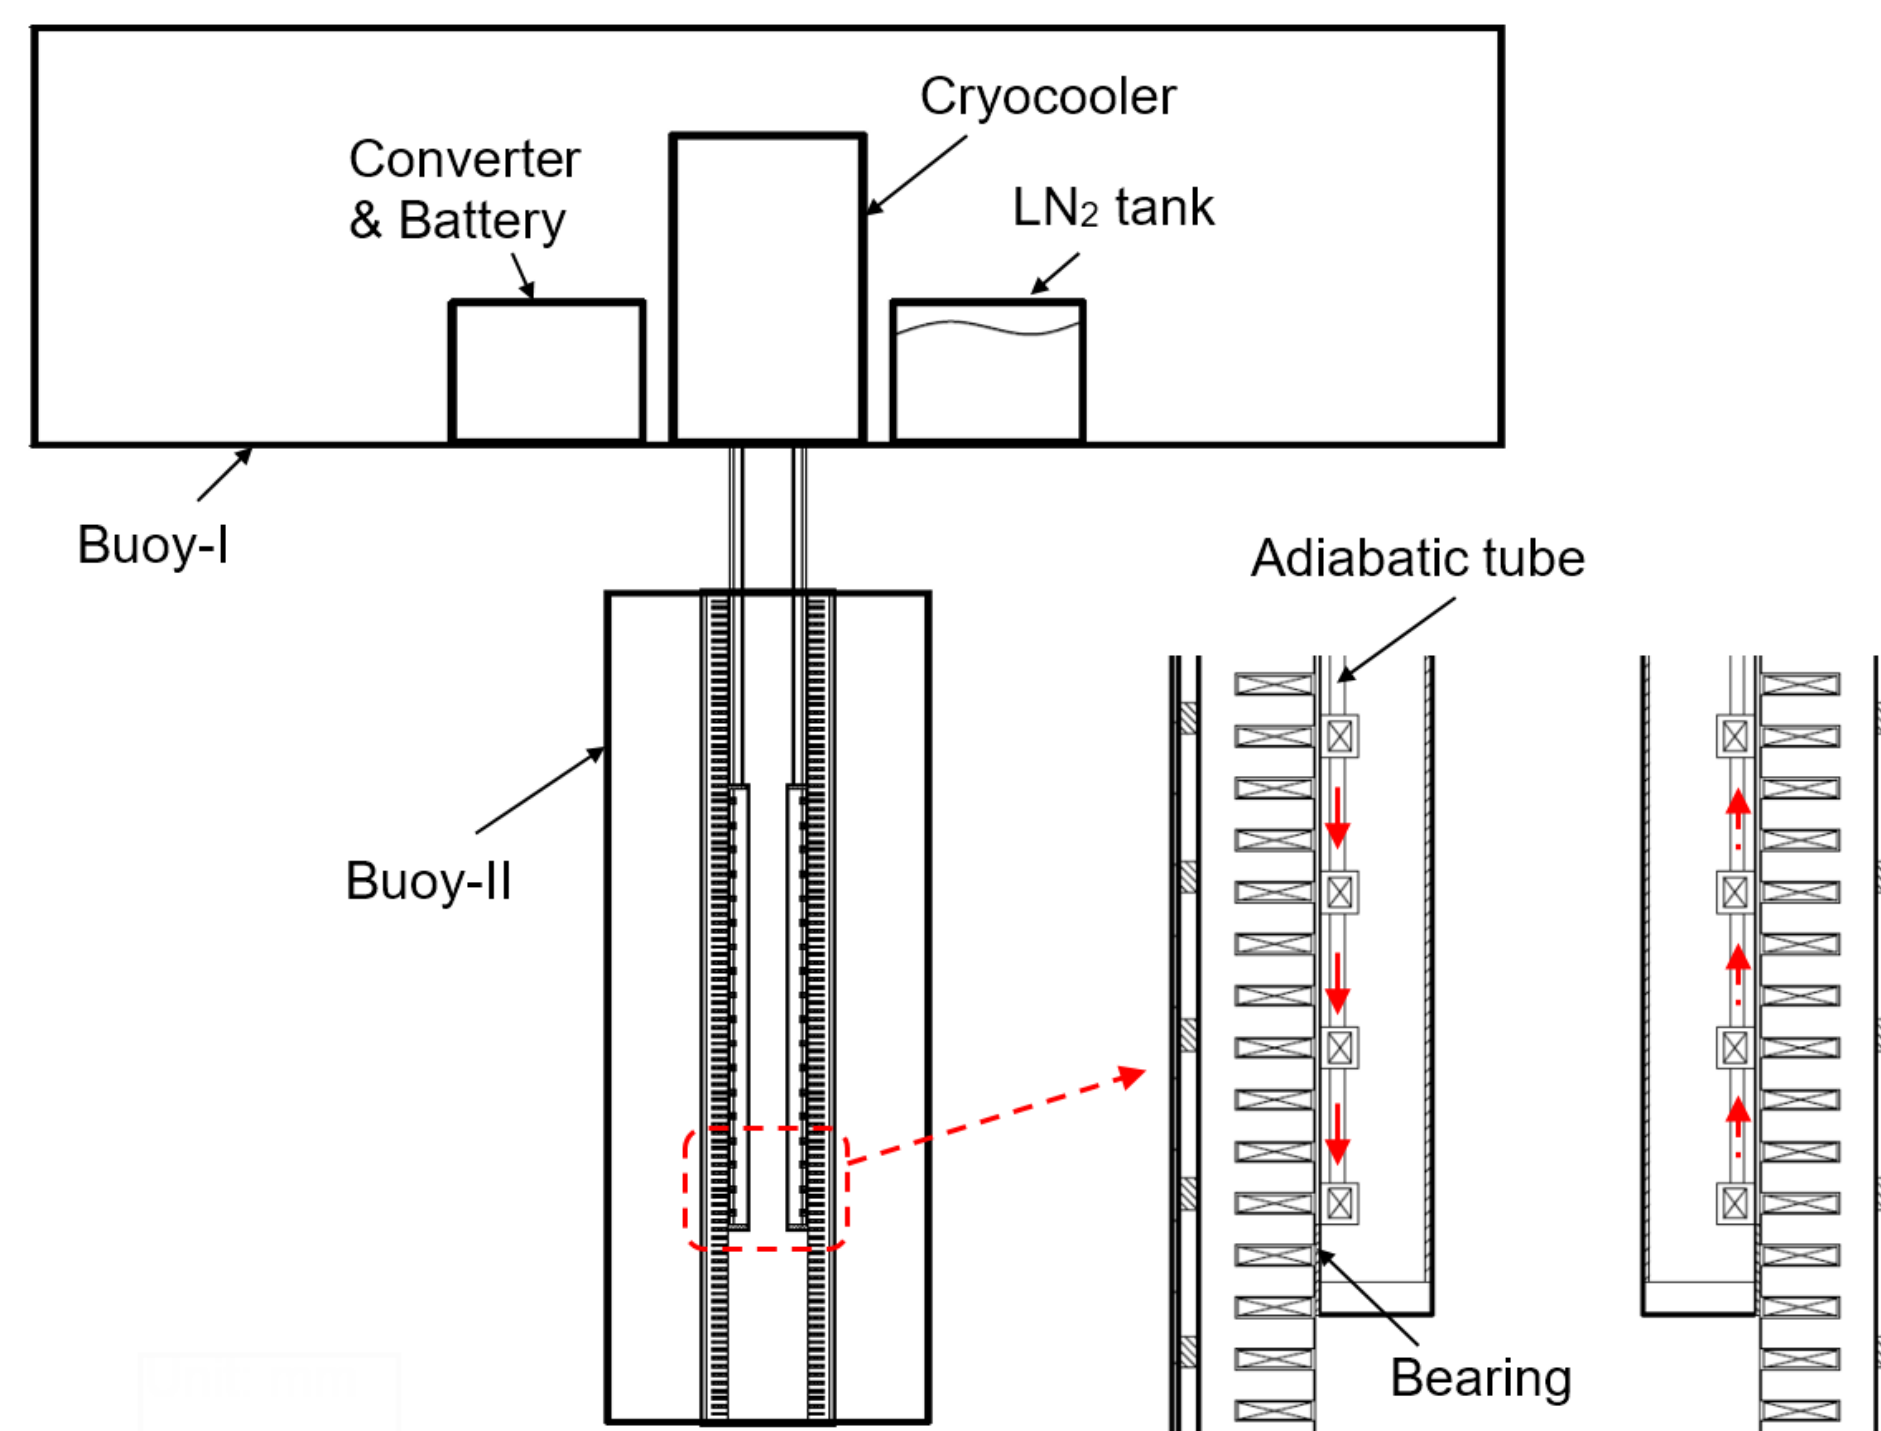 Cryocooler
Converter
& Battery
LN₂ tank
Buoy-I
Adiabatic tube
Buoy-II
Bearing